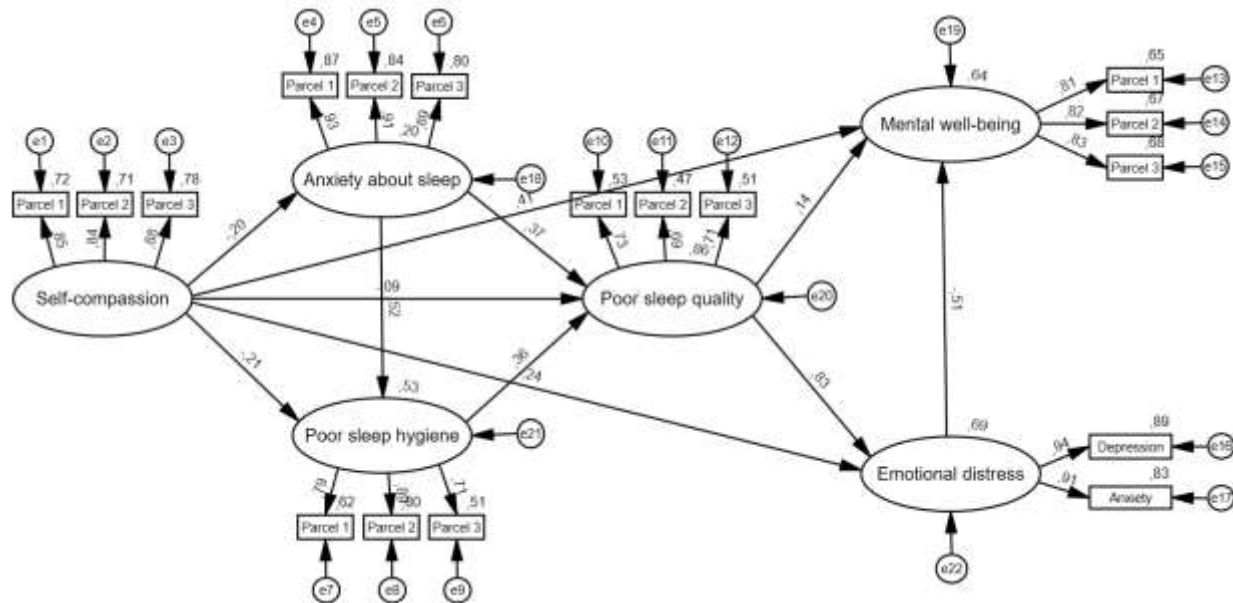 e4 e5 e6 e19
,87 ,84 ,80 ,64 ,65
Parcel 1 Parcel 2 Parcel 3 Parcel 1 e13
,93 ,91 ,89 ,20 ,81 ,67
Mental well-being ,82 Parcel 2 e14
e1 e2 e3 e10 e11 e12 ,83 ,68
Anxiety about sleep e18 Parcel 3 e15
,72 ,71 ,78 ,41 ,53 ,47 ,51
Parcel 1 Parcel 2 Parcel 3 Parcel 1 Parcel 2 Parcel 3
,85 ,84 ,88 ,37 ,73 ,69 ,71 ,14
,86
Self-compassion Poor sleep quality e20
,52 -,51
-,21 ,36 ,83
,53 ,24 ,69
Poor sleep hygiene e21 ,89
,94 Depression e16
,79 ,71 Emotional distress ,83
,62 ,80 ,51 ,91 Anxiety e17
Parcel 1 Parcel 2 Parcel 3
e7 e8 e9 e22